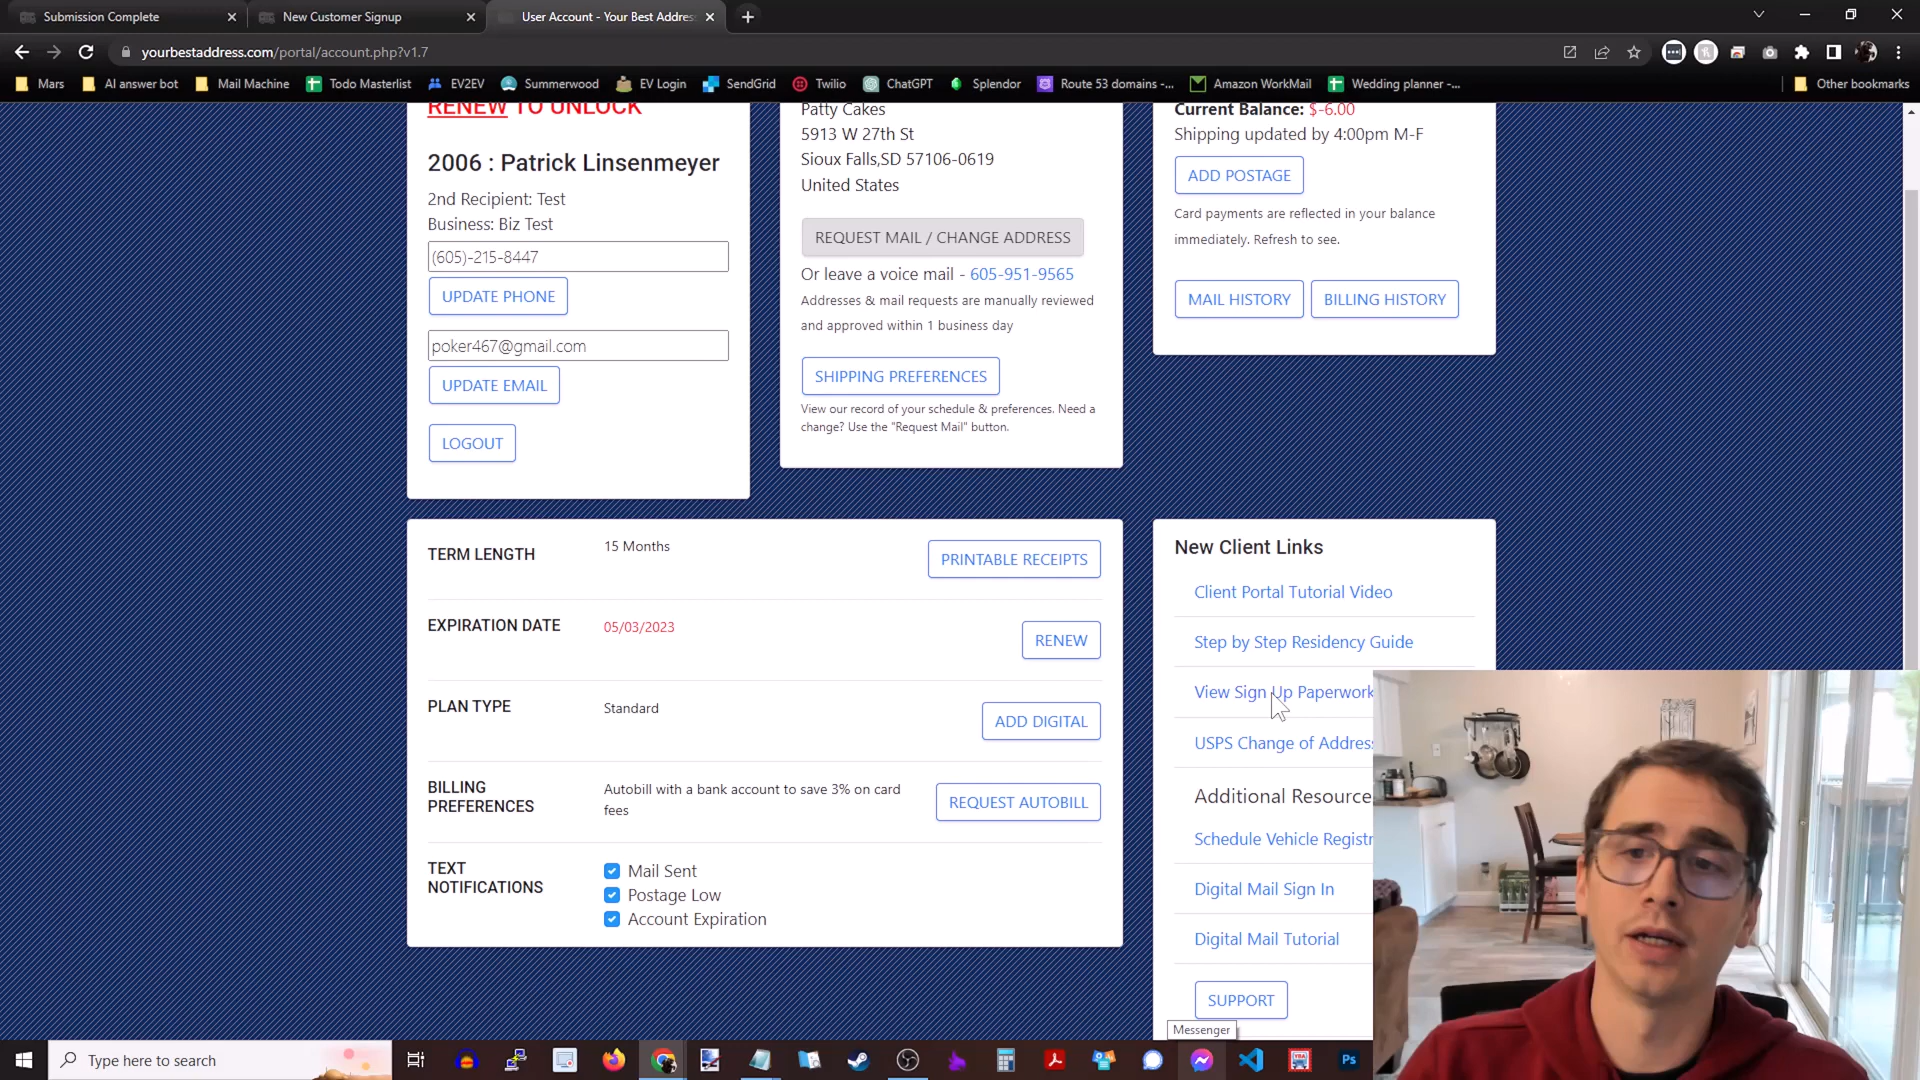 Submission Complete
New Customer Signup
User Account - Your Best Addres
yourbestaddress.com/portal/account.php?v1.7
Mars
AI answer bot
Mail Machine
Todo Masterlist
EV2EV
Summerwood
EV Login
SendGrid
Twilio
ChatGPT
Splendor
Route 53 domains -...
Amazon WorkMail
Wedding planner -...
Other bookmarks
RENEW TO UNLOCK
2006 : Patrick Linsenmeyer
2nd Recipient: Test
Business: Biz Test
(605)-215-8447
UPDATE PHONE
poker467@gmail.com
UPDATE EMAIL
LOGOUT
Patty Cakes
5913 W 27th St
Sioux Falls,SD 57106-0619
United States
REQUEST MAIL / CHANGE ADDRESS
Or leave a voice mail - 605-951-9565
Addresses & mail requests are manually reviewed
and approved within 1 business day
SHIPPING PREFERENCES
View our record of your schedule & preferences. Need a
change? Use the "Request Mail" button.
Current Balance: $-6.00
Shipping updated by 4:00pm M-F
ADD POSTAGE
Card payments are reflected in your balance
immediately. Refresh to see.
MAIL HISTORY
BILLING HISTORY
TERM LENGTH
15 Months
PRINTABLE RECEIPTS
EXPIRATION DATE
05/03/2023
RENEW
PLAN TYPE
Standard
ADD DIGITAL
BILLING
PREFERENCES
Autobill with a bank account to save 3% on card
fees
REQUEST AUTOBILL
TEXT
NOTIFICATIONS
Mail Sent
Postage Low
Account Expiration
New Client Links
Client Portal Tutorial Video
Step by Step Residency Guide
View Sign Up Paperwork
USPS Change of Address
Additional Resource
Schedule Vehicle Registr
Digital Mail Sign In
Digital Mail Tutorial
SUPPORT
Messenger
Type here to search
Ps